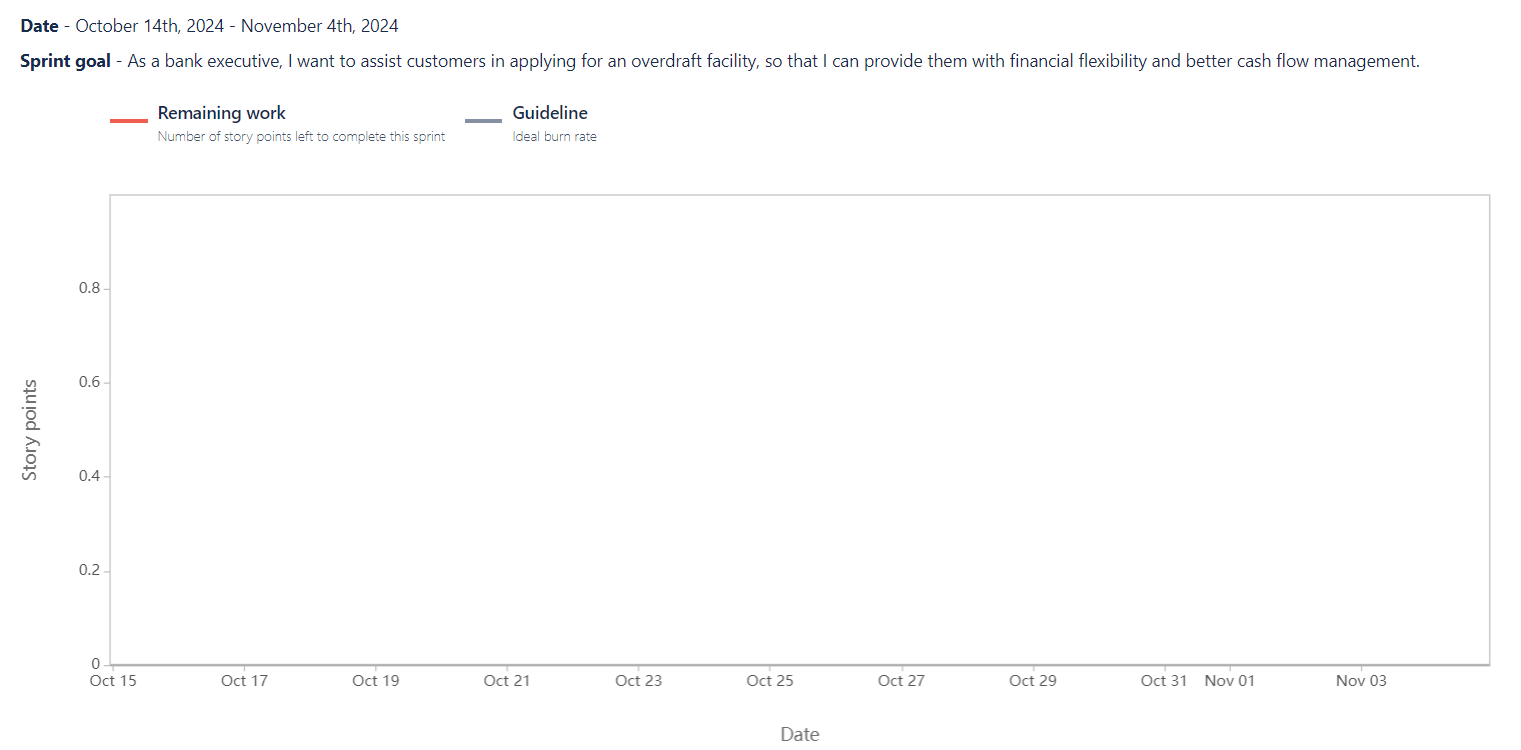 Date - October 14th, 2024 - November 4th, 2024
Sprint goal - As a bank executive, I want to assist customers in applying for an overdraft facility, so that I can provide them with financial flexibility and better cash flow management.
Remaining work
Number of story points left to complete this sprint
Guideline
Ideal burn rate
Story points
0.8
0.6
0.4
0.2
0
Oct 15 Oct 17 Oct 19 Oct 21 Oct 23 Oct 25 Oct 27 Oct 29 Oct 31 Nov 01 Nov 03
Date